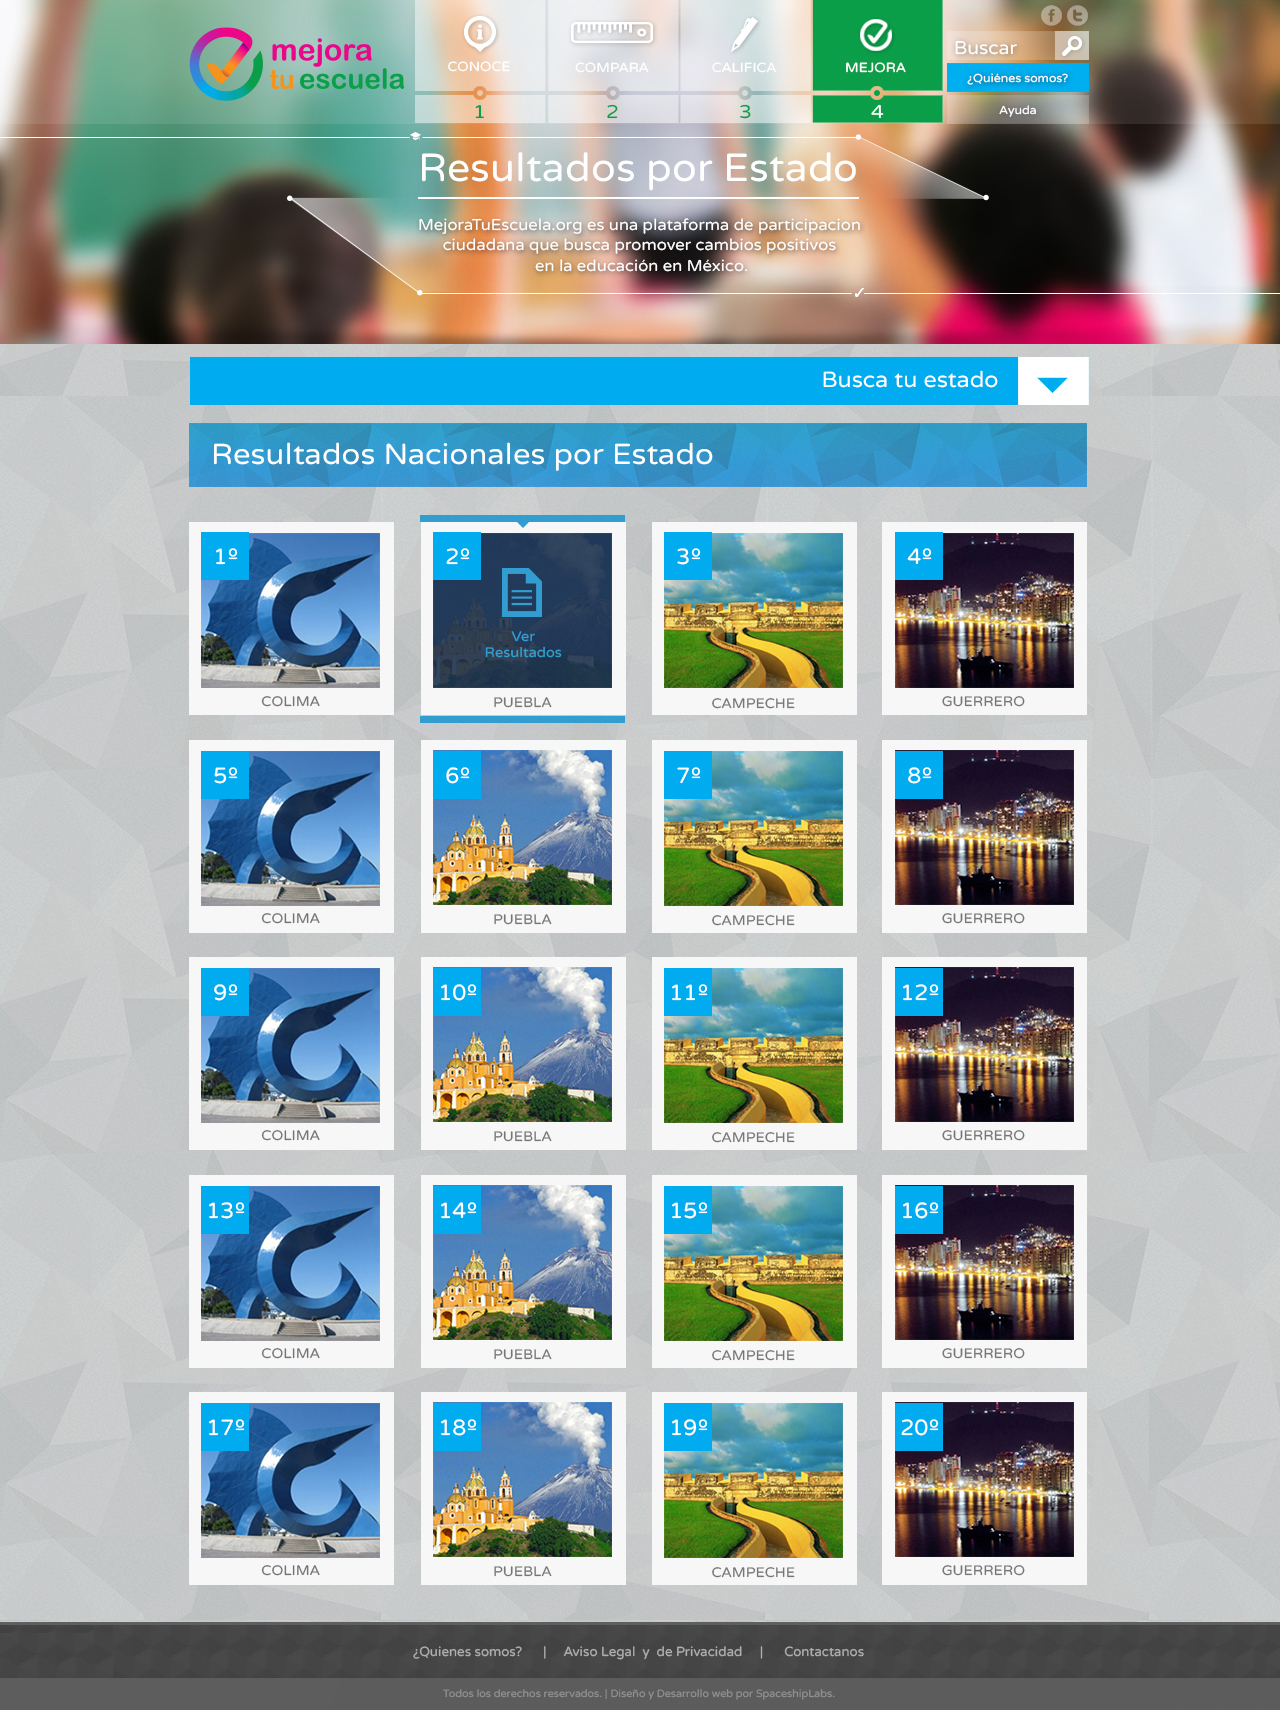 mejora
tu escuela
CONOCE
1
COMPARA
2
CALIFICA
3
MEJORA
4
Buscar
¿Quiénes somos?
Ayuda
Resultados por Estado
MejoraTuEscuela.org es una plataforma de participacion
ciudadana que busca promover cambios positivos
en la educación en México.
Busca tu estado
Resultados Nacionales por Estado
1º
COLIMA
2º
Ver
Resultados
PUEBLA
3º
CAMPECHE
4º
GUERRERO
5º
COLIMA
6º
PUEBLA
7º
CAMPECHE
8º
GUERRERO
9º
COLIMA
10º
PUEBLA
11º
CAMPECHE
12º
GUERRERO
13º
COLIMA
14º
PUEBLA
15º
CAMPECHE
16º
GUERRERO
17º
COLIMA
18º
PUEBLA
19º
CAMPECHE
20º
GUERRERO
¿Quienes somos? | Aviso Legal y de Privacidad | Contactanos
Todos los derechos reservados. | Diseño y Desarrollo web por SpaceshipLabs.